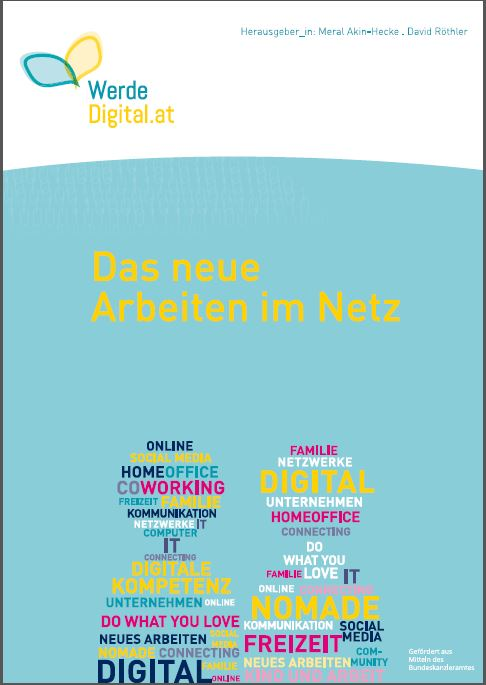 Herausgeber_in: Meral Akin-Hecke . David Röthler
Werde
Digital.at
Das neue
Arbeiten im Netz
ONLINE
SOCIAL MEDIA
HOMEOFFICE
COWORKING
FREIZEIT FAMILIE
KOMMUNIKATION
NETZWERKE IT
COMPUTER
IT
CONNECTING
DIGITALE
KOMPETENZ
UNTERNEHMEN ONLINE
DO WHAT YOU LOVE
NEUES ARBEITEN SOCIAL MEDIA
NOMADE CONNECTING
DIGITAL FAMILIE
ONLINE
FAMILIE
NETZWERKE
DIGITAL
UNTERNEHMEN
HOMEOFFICE
CONNECTING
DO
WHAT YOU
FAMILIE LOVE IT
ONLINE CONNECTING
NOMADE
KOMMUNIKATION SOCIAL
MEDIA
FREIZEIT
NEUES ARBEITEN COM-
MUNITY
KIND UND ARBEIT
Gefördert aus
Mitteln des
Bundeskanzleramtes